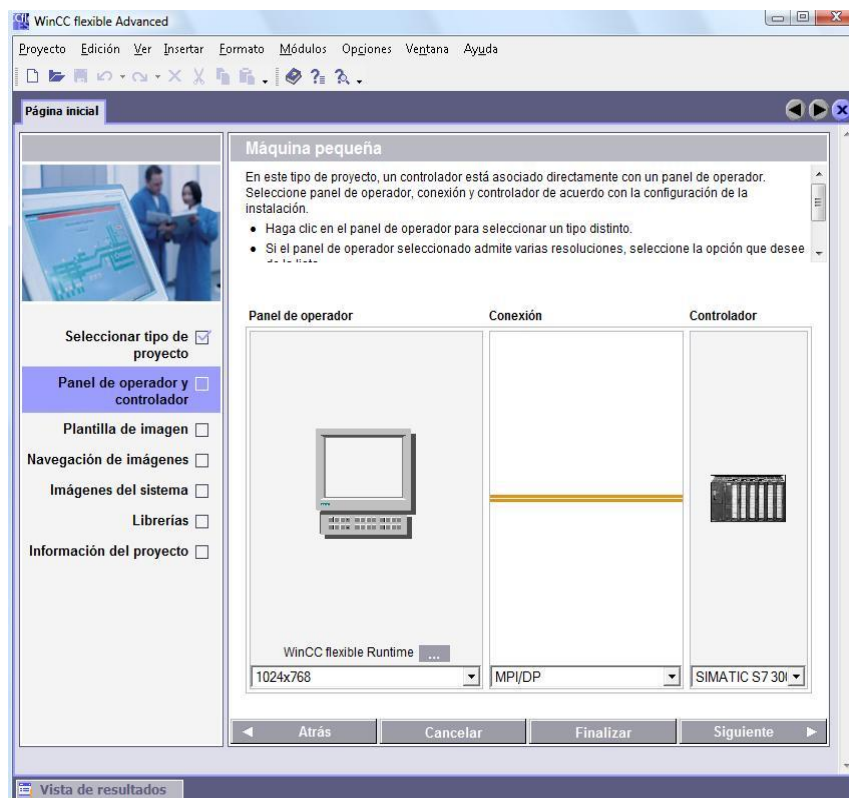 WinCC flexible Advanced
Proyecto Edición Ver Insertar Formato Módulos Opciones Ventana Ayuda
Página inicial
Máquina pequeña
En este tipo de proyecto, un controlador está asociado directamente con un panel de operador.
Seleccione panel de operador, conexión y controlador de acuerdo con la configuración de la
instalación.
Haga clic en el panel de operador para seleccionar un tipo distinto.
Si el panel de operador seleccionado admite varias resoluciones, seleccione la opción que desee
de la lista
Seleccionar tipo de
proyecto
Panel de operador y
controlador
Plantilla de imagen
Navegación de imágenes
Imágenes del sistema
Librerías
Información del proyecto
Panel de operador Conexión Controlador
WinCC flexible Runtime ...
1024x768 MPI/DP SIMATIC S7 300
Atrás Cancelar Finalizar Siguiente
Vista de resultados